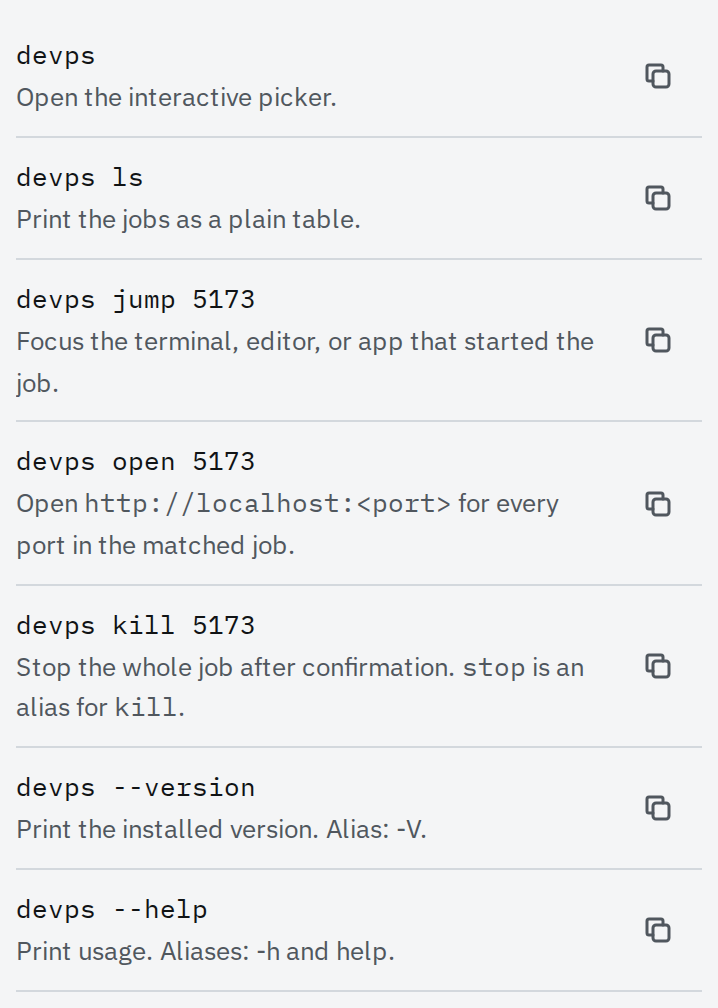 devps
Open the interactive picker.
devps ls
Print the jobs as a plain table.
devps jump 5173
Focus the terminal, editor, or app that started the
job.
devps open 5173
Open http://localhost:<port> for every
port in the matched job.
devps kill 5173
Stop the whole job after confirmation. stop is an
alias for kill.
devps --version
Print the installed version. Alias: -V.
devps --help
Print usage. Aliases: -h and help.